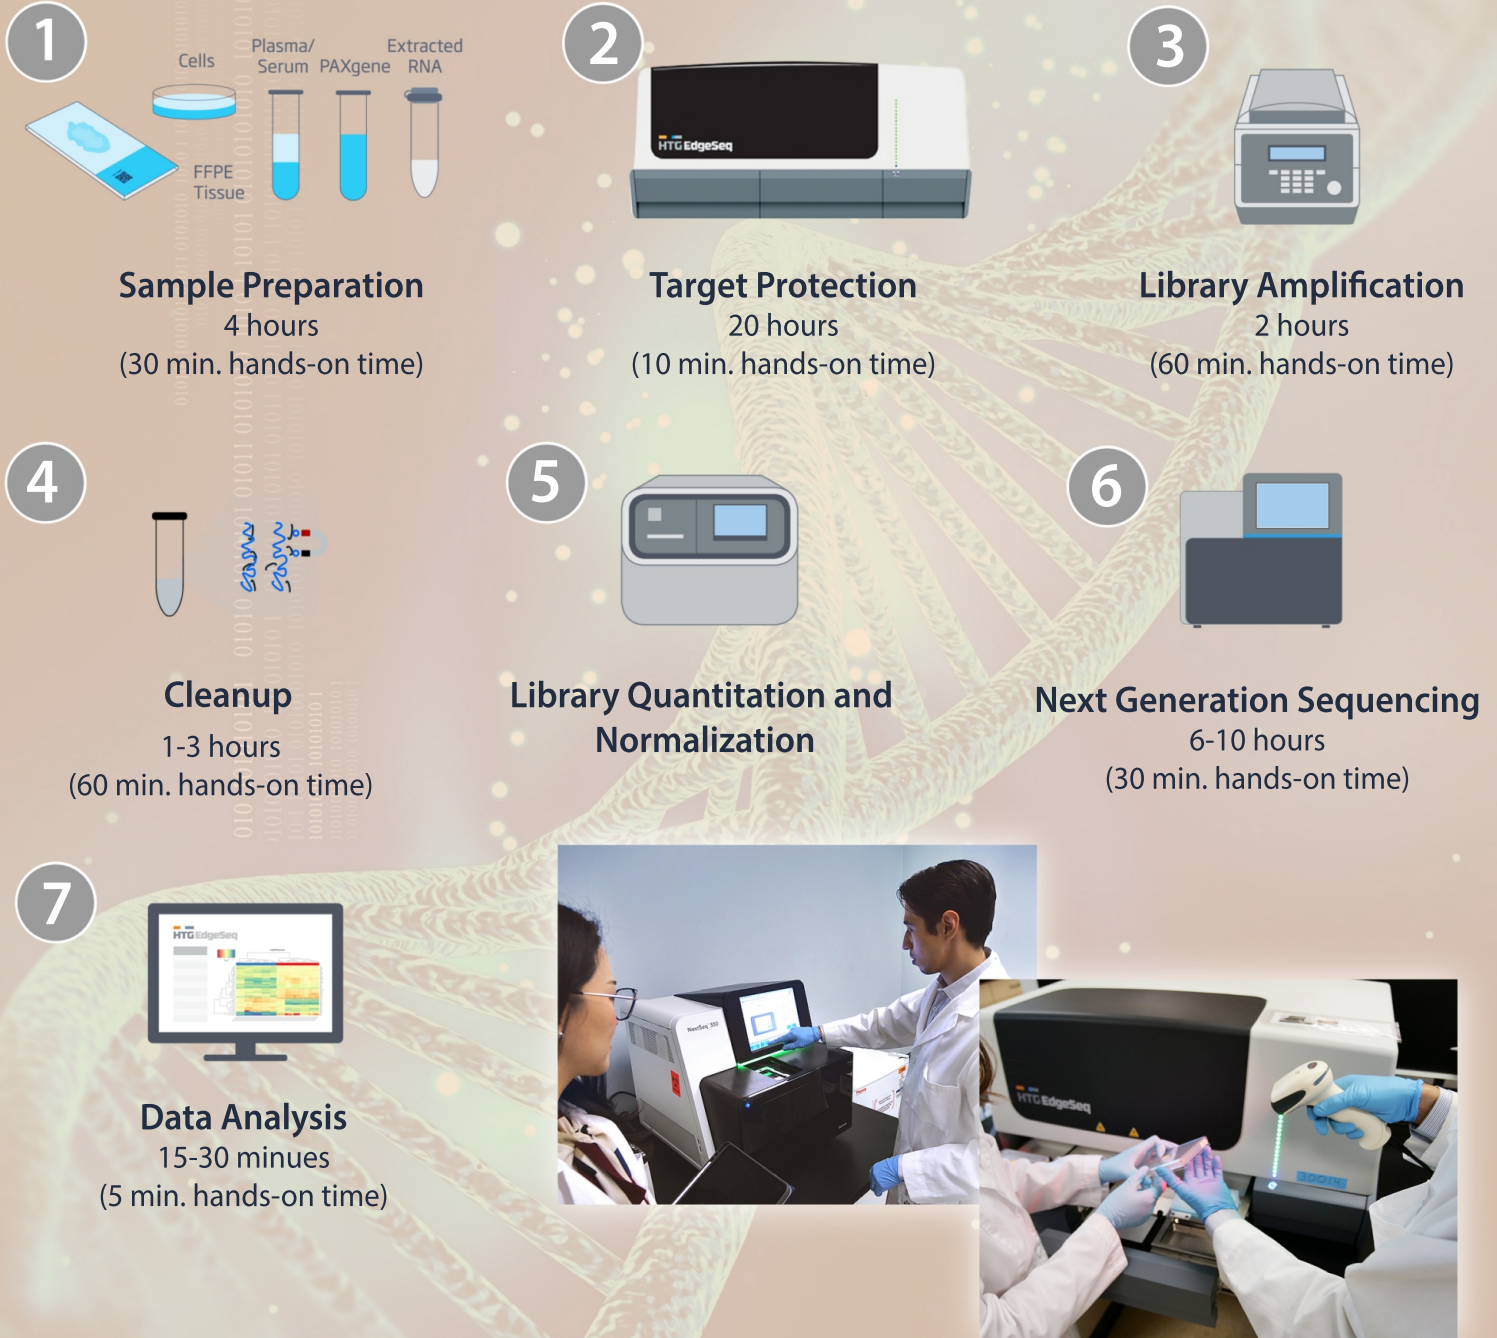 1
Cells
Plasma/
Serum
PAXgene
Extracted
RNA
FFPE
Tissue
Sample Preparation
4 hours
(30 min. hands-on time)
2
HTG EdgeSeq
Target Protection
20 hours
(10 min. hands-on time)
3
Library Amplification
2 hours
(60 min. hands-on time)
4
Cleanup
1-3 hours
(60 min. hands-on time)
5
Library Quantitation and
Normalization
6
Next Generation Sequencing
6-10 hours
(30 min. hands-on time)
7
HTG EdgeSeq
Data Analysis
15-30 minues
(5 min. hands-on time)
NextSeq 550
HTG EdgeSeq
30014